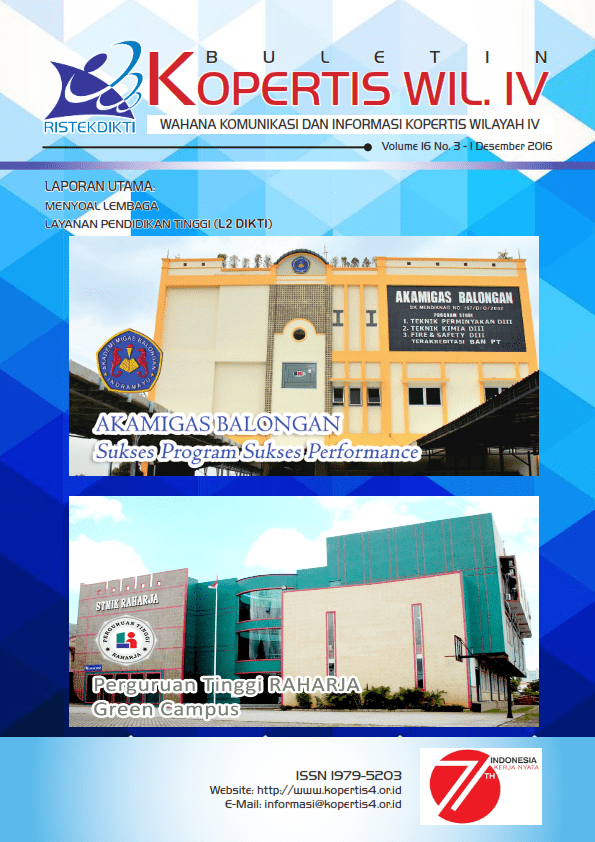 BULETIN
KOPERTIS WIL. IV
RISTEKDIKTI
WAHANA KOMUNIKASI DAN INFORMASI KOPERTIS WILAYAH IV
Volume 16 No. 3 - 1 Desember 2016
LAPORAN UTAMA:
MENYOAL LEMBAGA
LAYANAN PENDIDIKAN TINGGI (L2 DIKTI)
AKAMIGAS BALONGAN
PROGRAM STUDI
1. TEKNIK PERMINYAKAN DIII
2. TEKNIK KIMIA DIII
3. FIRE & SAFETY DIII
TERAKREDITASI BAN PT
AKADEMI MIGAS BALONGAN
INDRAMAYU
AKAMIGAS BALONGAN
Sukses Program Sukses Performance
STMIK RAHARJA
PERGURUAN TINGGI
RAHARJA
Perguruan Tinggi RAHARJA
Green Campus
ISSN 1979-5203
Website: http://www.kopertis4.or.id
E-Mail: informasi@kopertis4.or.id
71TH
INDONESIA
KERJA NYATA